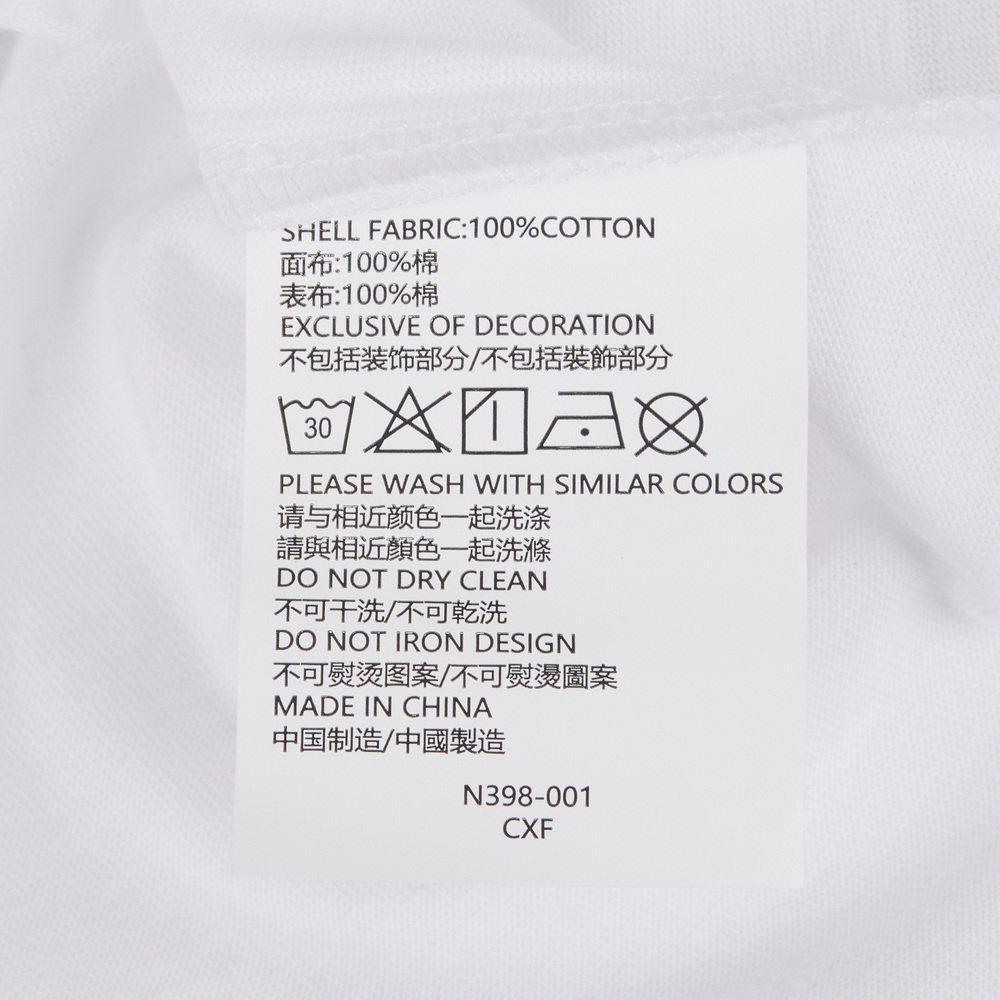 SHELL FABRIC:100%COTTON
面布:100%棉
表布:100%棉
EXCLUSIVE OF DECORATION
不包括装饰部分/不包括裝飾部分
30
PLEASE WASH WITH SIMILAR COLORS
请与相近颜色一起洗涤
請與相近顏色一起洗滌
DO NOT DRY CLEAN
不可干洗/不可乾洗
DO NOT IRON DESIGN
不可熨烫图案/不可熨燙圖案
MADE IN CHINA
中国制造/中國製造
N398-001
CXF